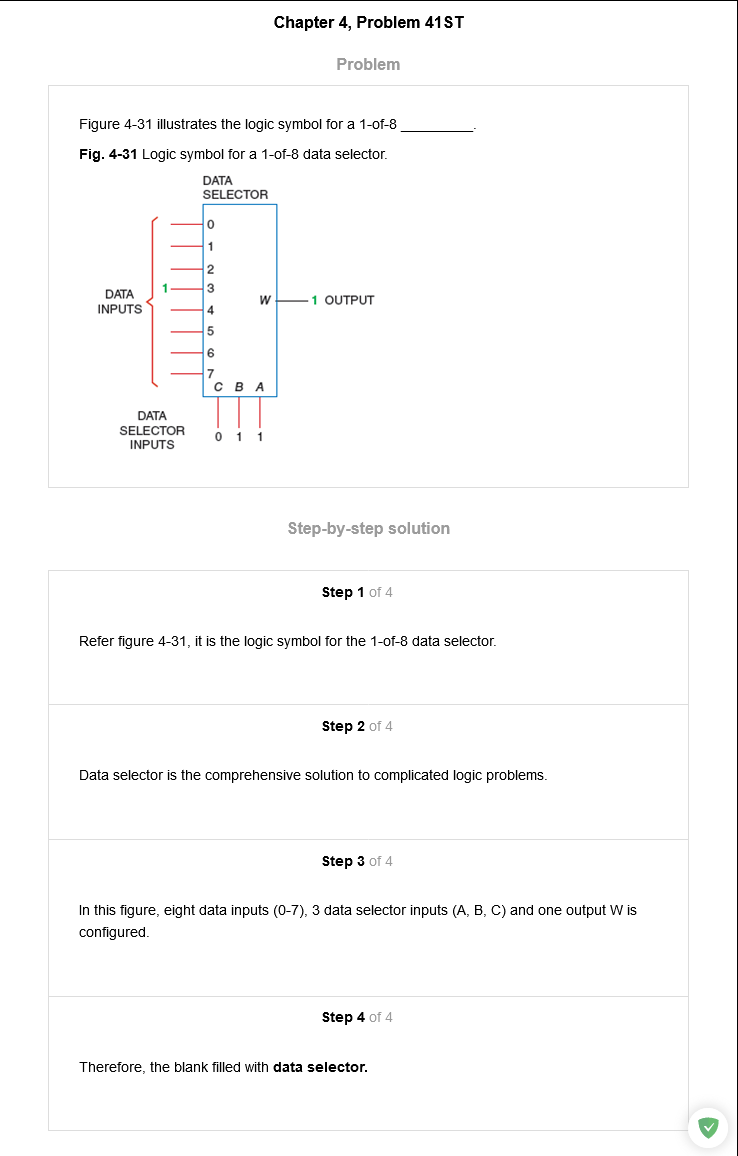 Chapter 4, Problem 41ST
Problem
Figure 4-31 illustrates the logic symbol for a 1-of-8 __________.
Fig. 4-31 Logic symbol for a 1-of-8 data selector.
DATA
SELECTOR
0
1
2
1 3
DATA
INPUTS
W 1 OUTPUT
4
5
6
7
C B A
DATA
SELECTOR
INPUTS
0 1 1
Step-by-step solution
Step 1 of 4
Refer figure 4-31, it is the logic symbol for the 1-of-8 data selector.
Step 2 of 4
Data selector is the comprehensive solution to complicated logic problems.
Step 3 of 4
In this figure, eight data inputs (0-7), 3 data selector inputs (A, B, C) and one output W is
configured.
Step 4 of 4
Therefore, the blank filled with data selector.